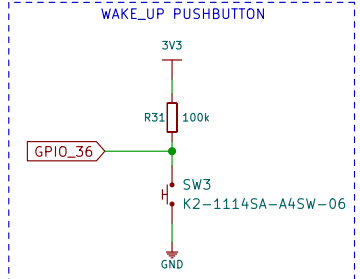 WAKE_UP PUSHBUTTON
3V3
R31 100k
GPIO_36
SW3
K2-1114SA-A4SW-06
GND